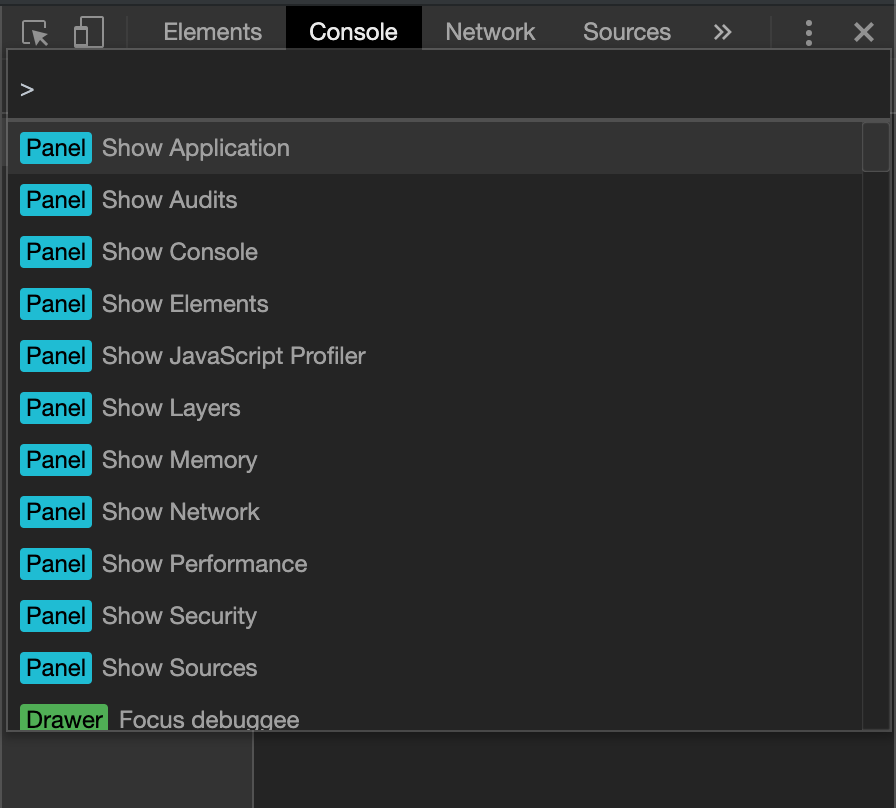 Elements Console Network Sources
>
Panel Show Application
Panel Show Audits
Panel Show Console
Panel Show Elements
Panel Show JavaScript Profiler
Panel Show Layers
Panel Show Memory
Panel Show Network
Panel Show Performance
Panel Show Security
Panel Show Sources
Drawer Focus debuggee